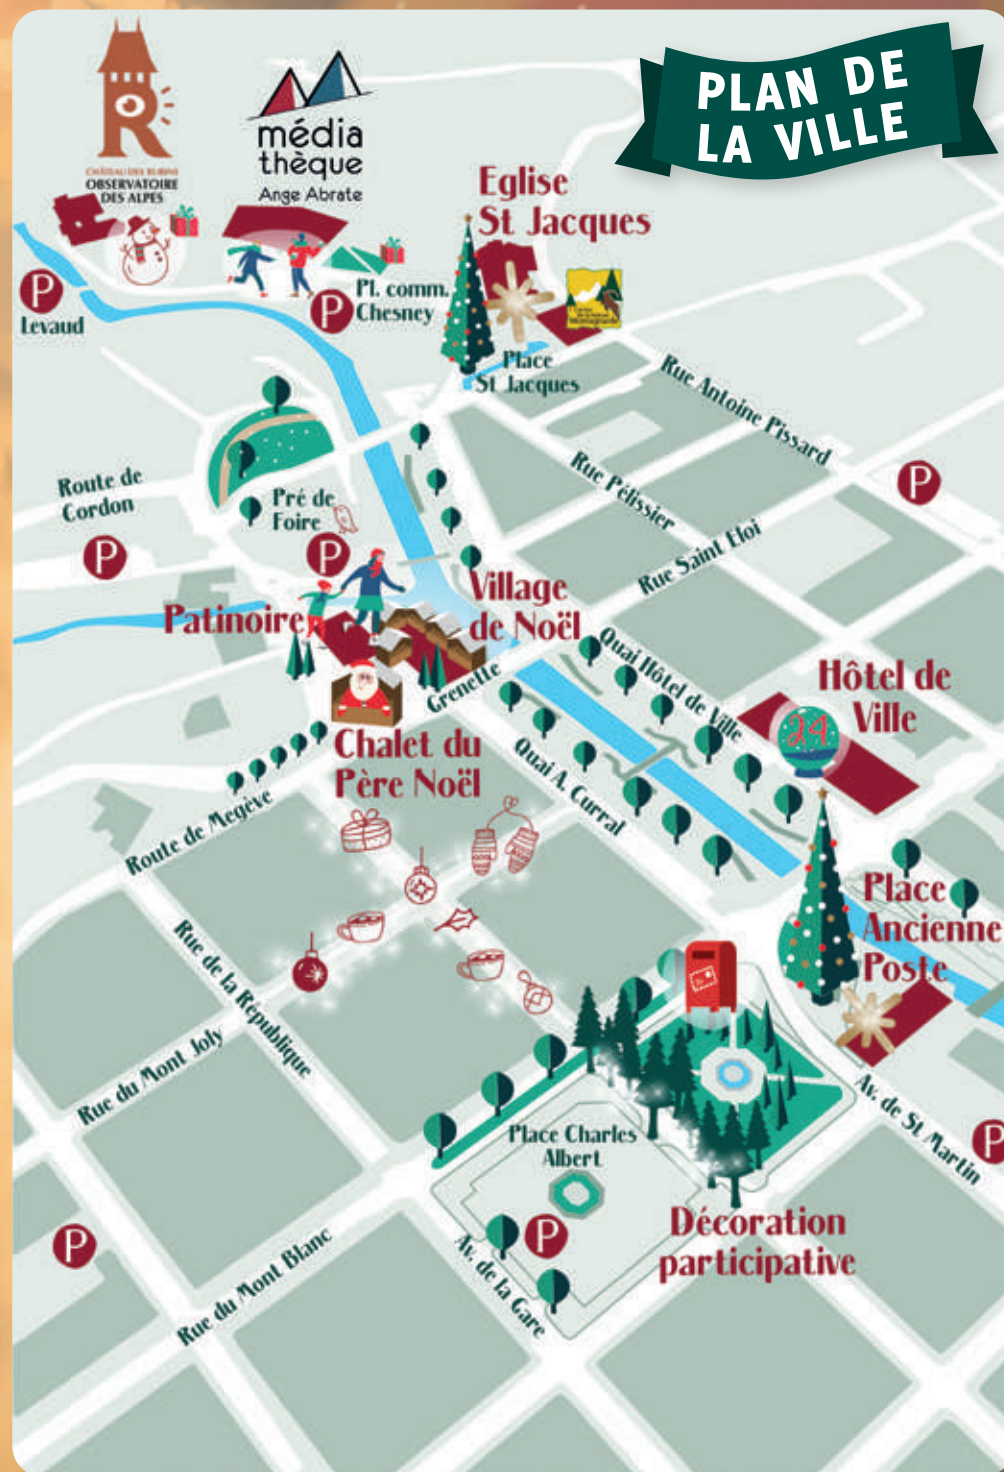 PLAN DE
LA VILLE
R
CHÂTEAU DES RUBINS
OBSERVATOIRE
DES ALPES
média
thèque
Ange Abrate
Eglise
St Jacques
P
Levaud
P
Pl. comm.
Chesney
Place
St Jacques
Rue Antoine Pissard
Rue Pélissier
P
Route de
Cordon
Pré de
Foire
P
P
Rue Saint Eloi
Patinoire
Village
de Noël
Grenette
Quai Hôtel de Ville
Hôtel de
Ville
24
Chalet du
Père Noël
Quai A. Curral
Route de Megève
Place
Ancienne
Poste
Rue de la République
Rue du Mont Joly
Av. de St Martin
P
Place Charles
Albert
P
Décoration
participative
P
Rue du Mont Blanc
Av. de la Gare